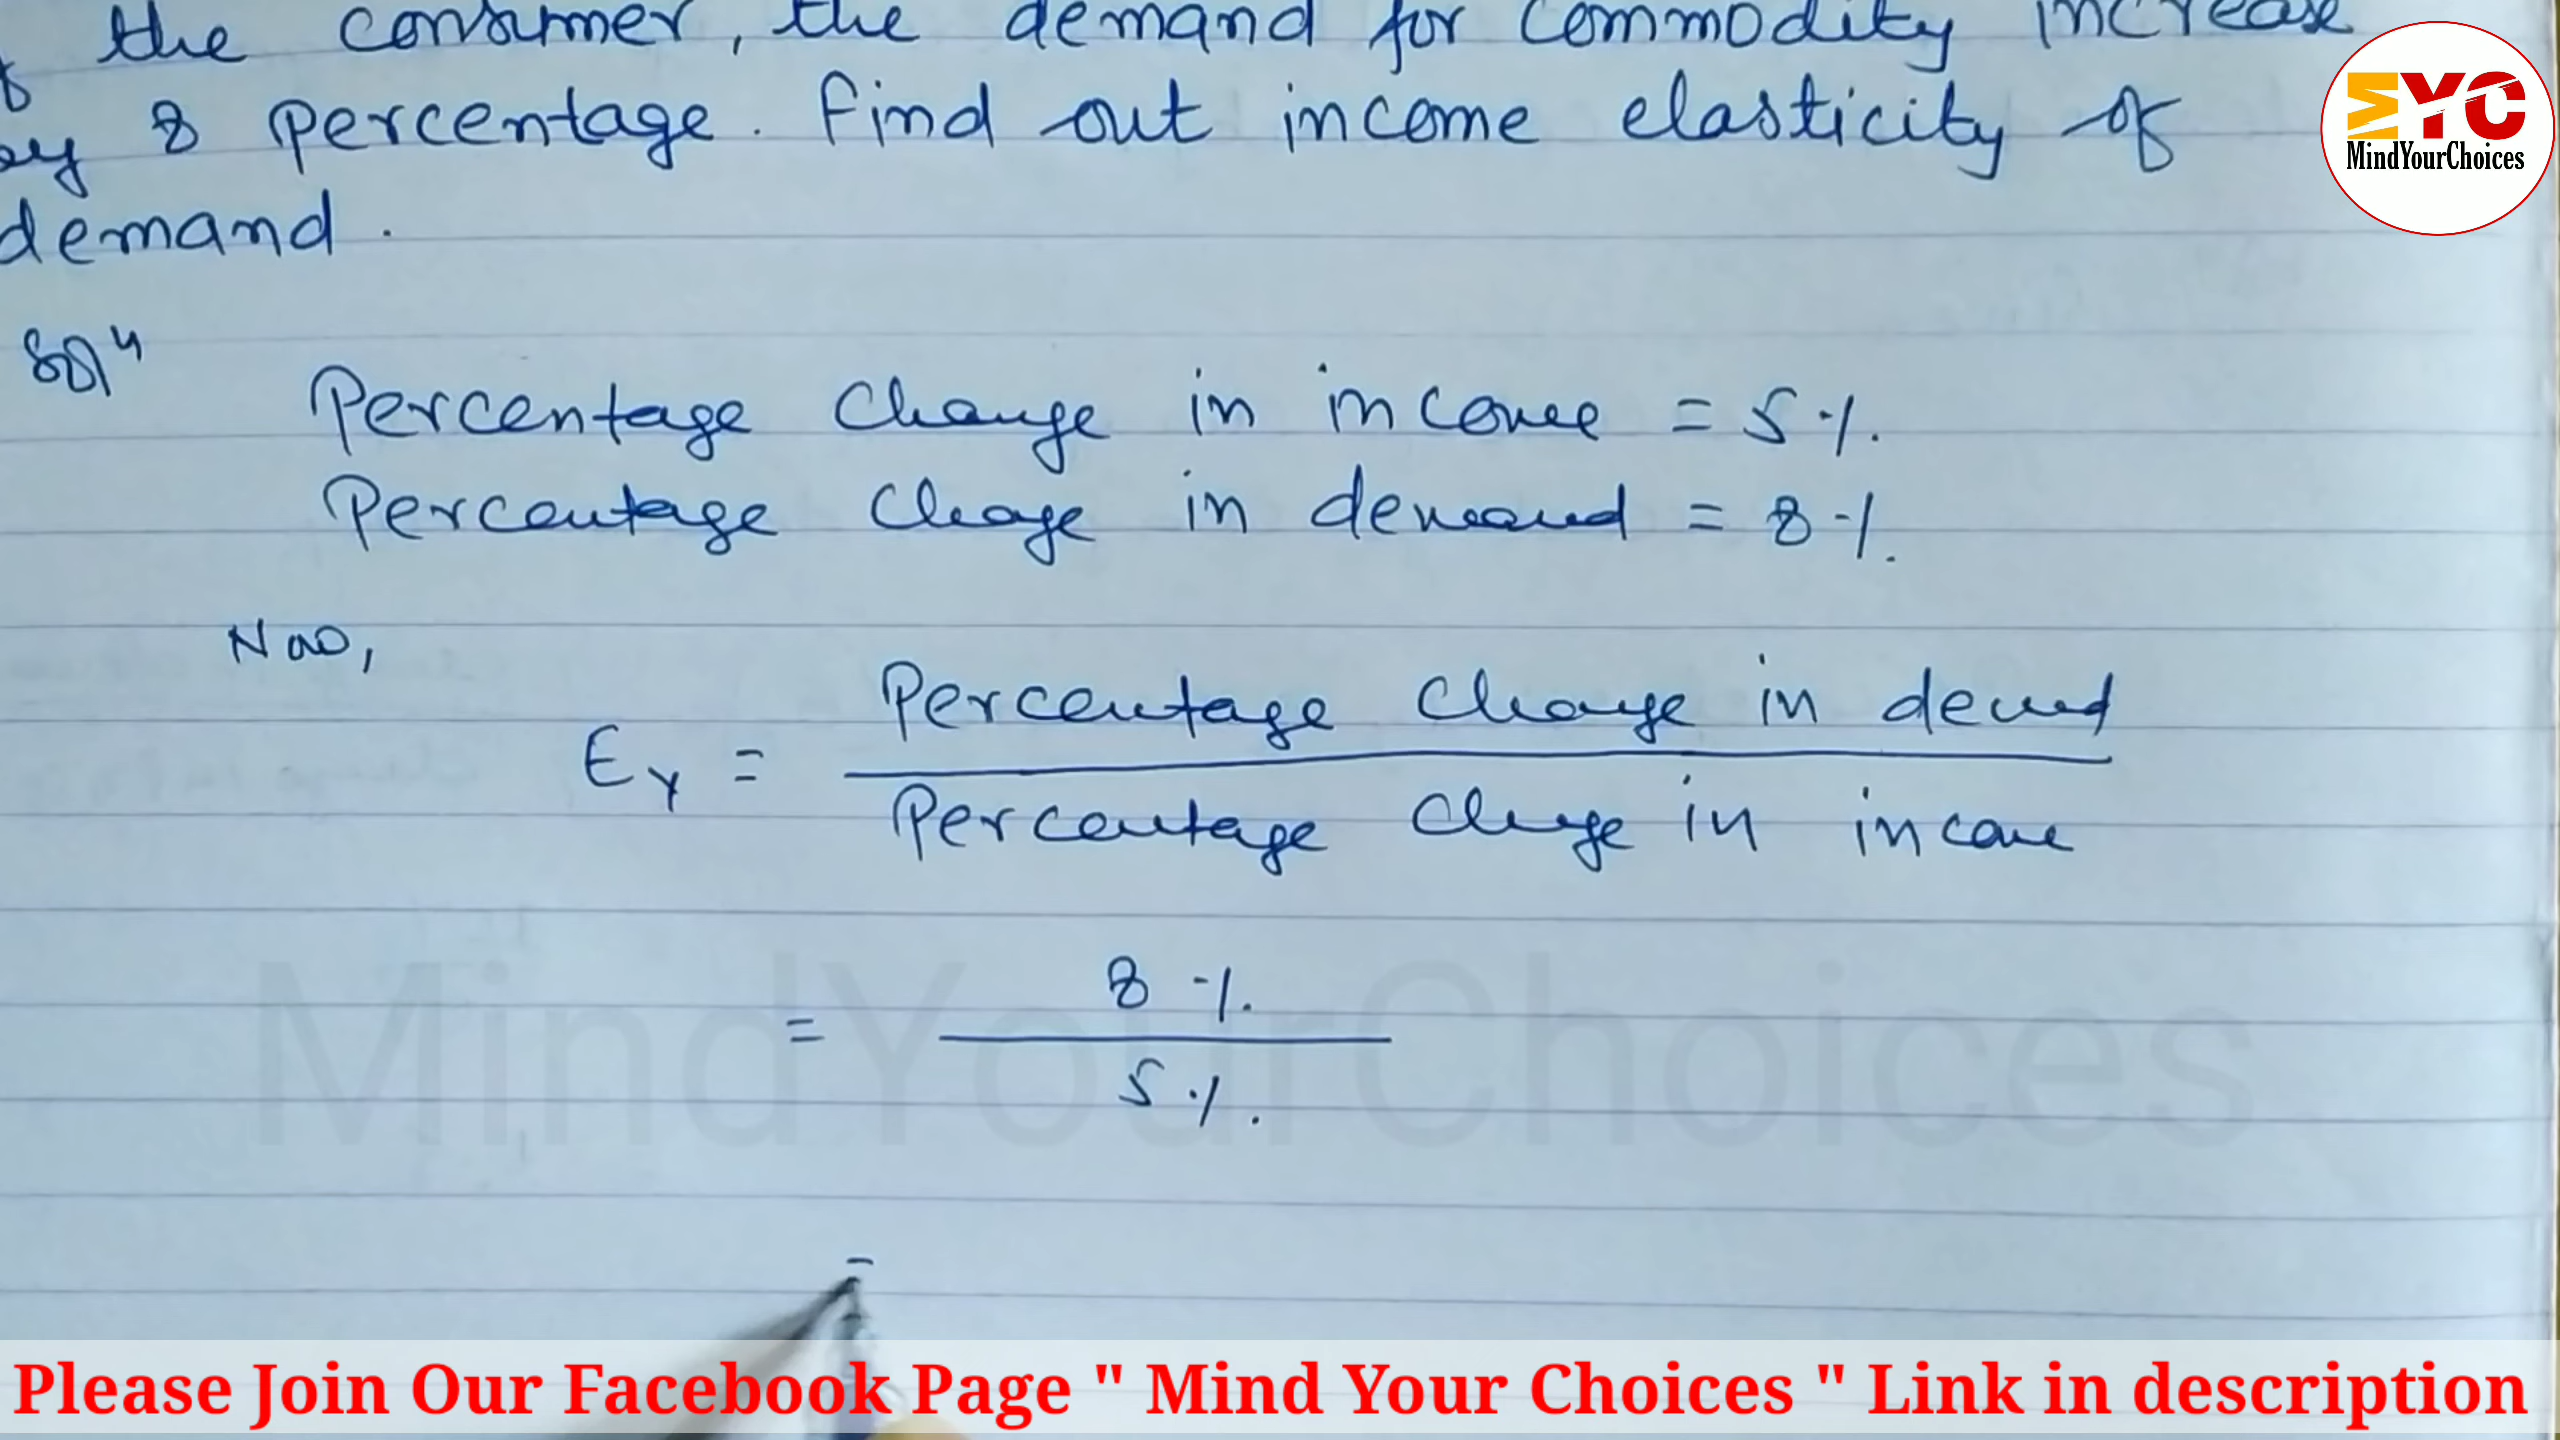 the consumer, the demand for commodity increase
by 8 percentage. Find out income elasticity of
demand.
Solⁿ
Percentage change in income = 5%
Percentage change in demand = 8%
Now,
Eʏ = Percentage change in demand
Percentage change in income
= 8%
5%
=
MYC
MindYourChoices
MindYourChoices
Please Join Our Facebook Page " Mind Your Choices " Link in description